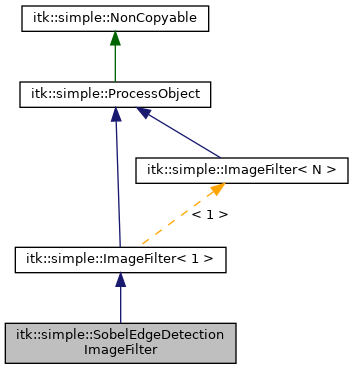 itk::simple::NonCopyable
itk::simple::ProcessObject
itk::simple::ImageFilter< N >
< 1 >
itk::simple::ImageFilter< 1 >
itk::simple::SobelEdgeDetection
ImageFilter